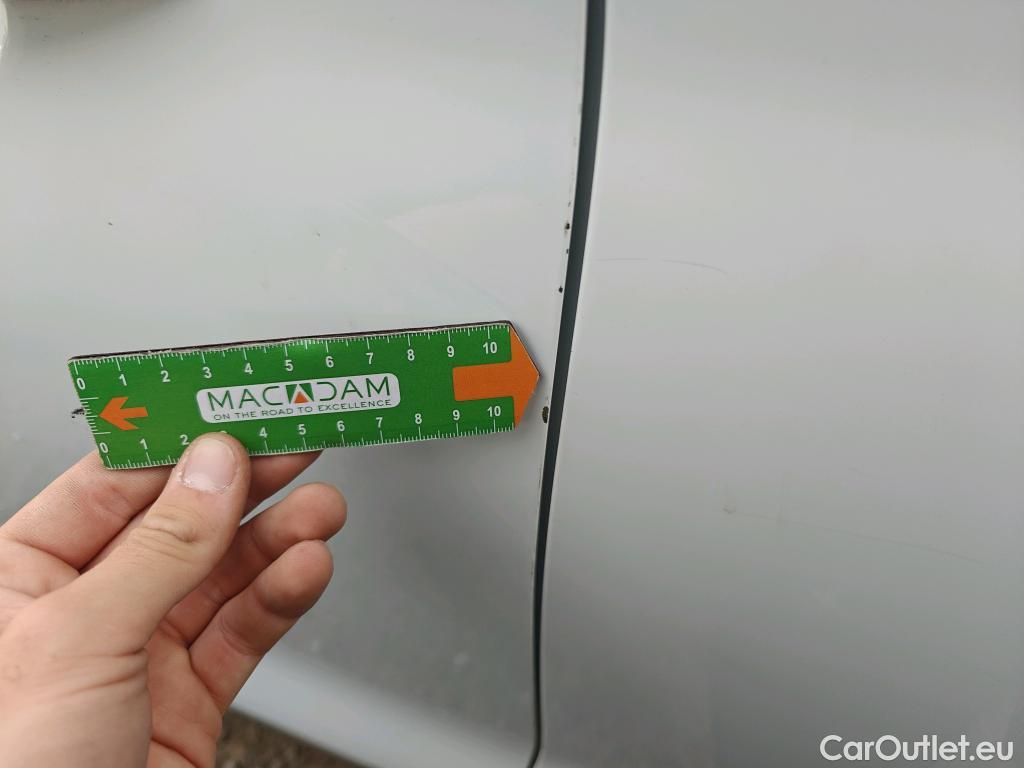 0 1 2 3 4 5 6 7 8 9 10
MACADAM
ON THE ROAD TO EXCELLENCE
0 1 2 3 4 5 6 7 8 9 10
CarOutlet.eu